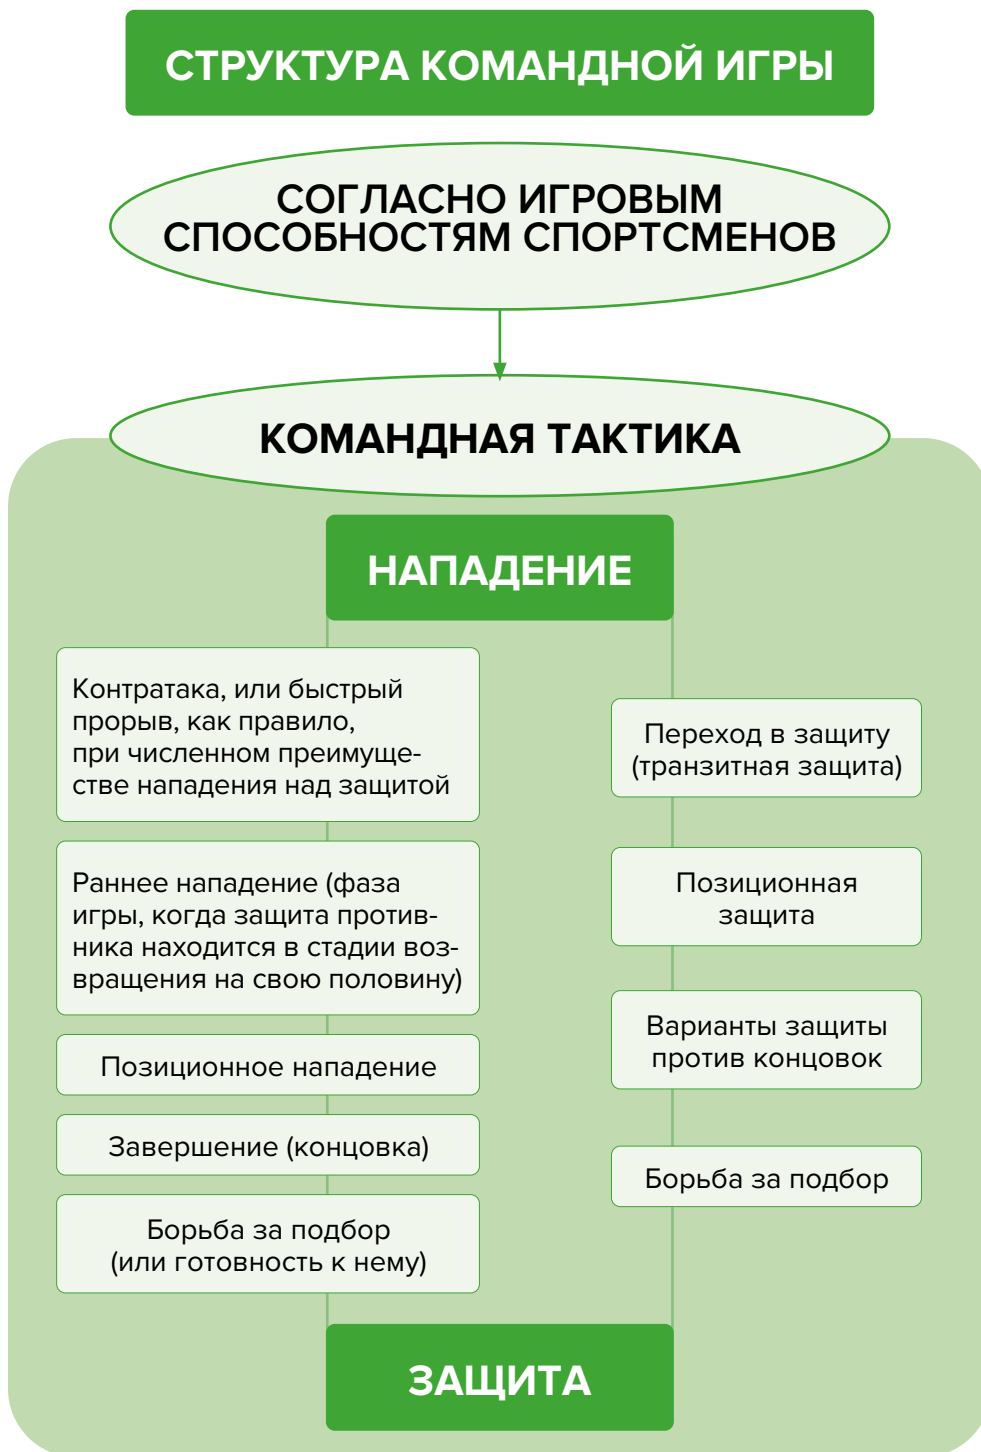 СТРУКТУРА КОМАНДНОЙ ИГРЫ
СОГЛАСНО ИГРОВЫМ
СПОСОБНОСТЯМ СПОРТСМЕНОВ
КОМАНДНАЯ ТАКТИКА
НАПАДЕНИЕ
Контратака, или быстрый
прорыв, как правило,
при численном преимуще-
стве нападения над защитой
Раннее нападение (фаза
игры, когда защита против-
ника находится в стадии воз-
вращения на свою половину)
Позиционное нападение
Завершение (концовка)
Борьба за подбор
(или готовность к нему)
Переход в защиту
(транзитная защита)
Позиционная
защита
Варианты защиты
против концовок
Борьба за подбор
ЗАЩИТА